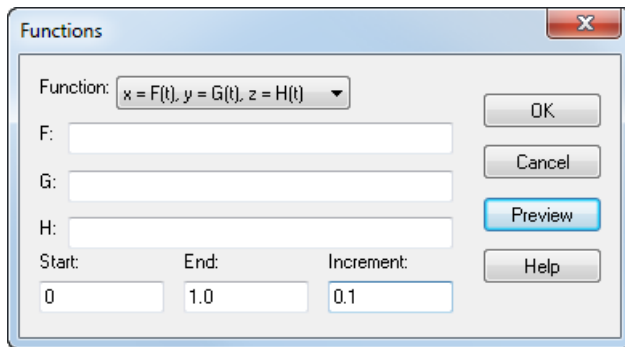 Functions
Function: x = F(t), y = G(t), z = H(t)
OK
F:
Cancel
G:
Preview
H:
Start: End: Increment:
Help
0 1.0 0.1